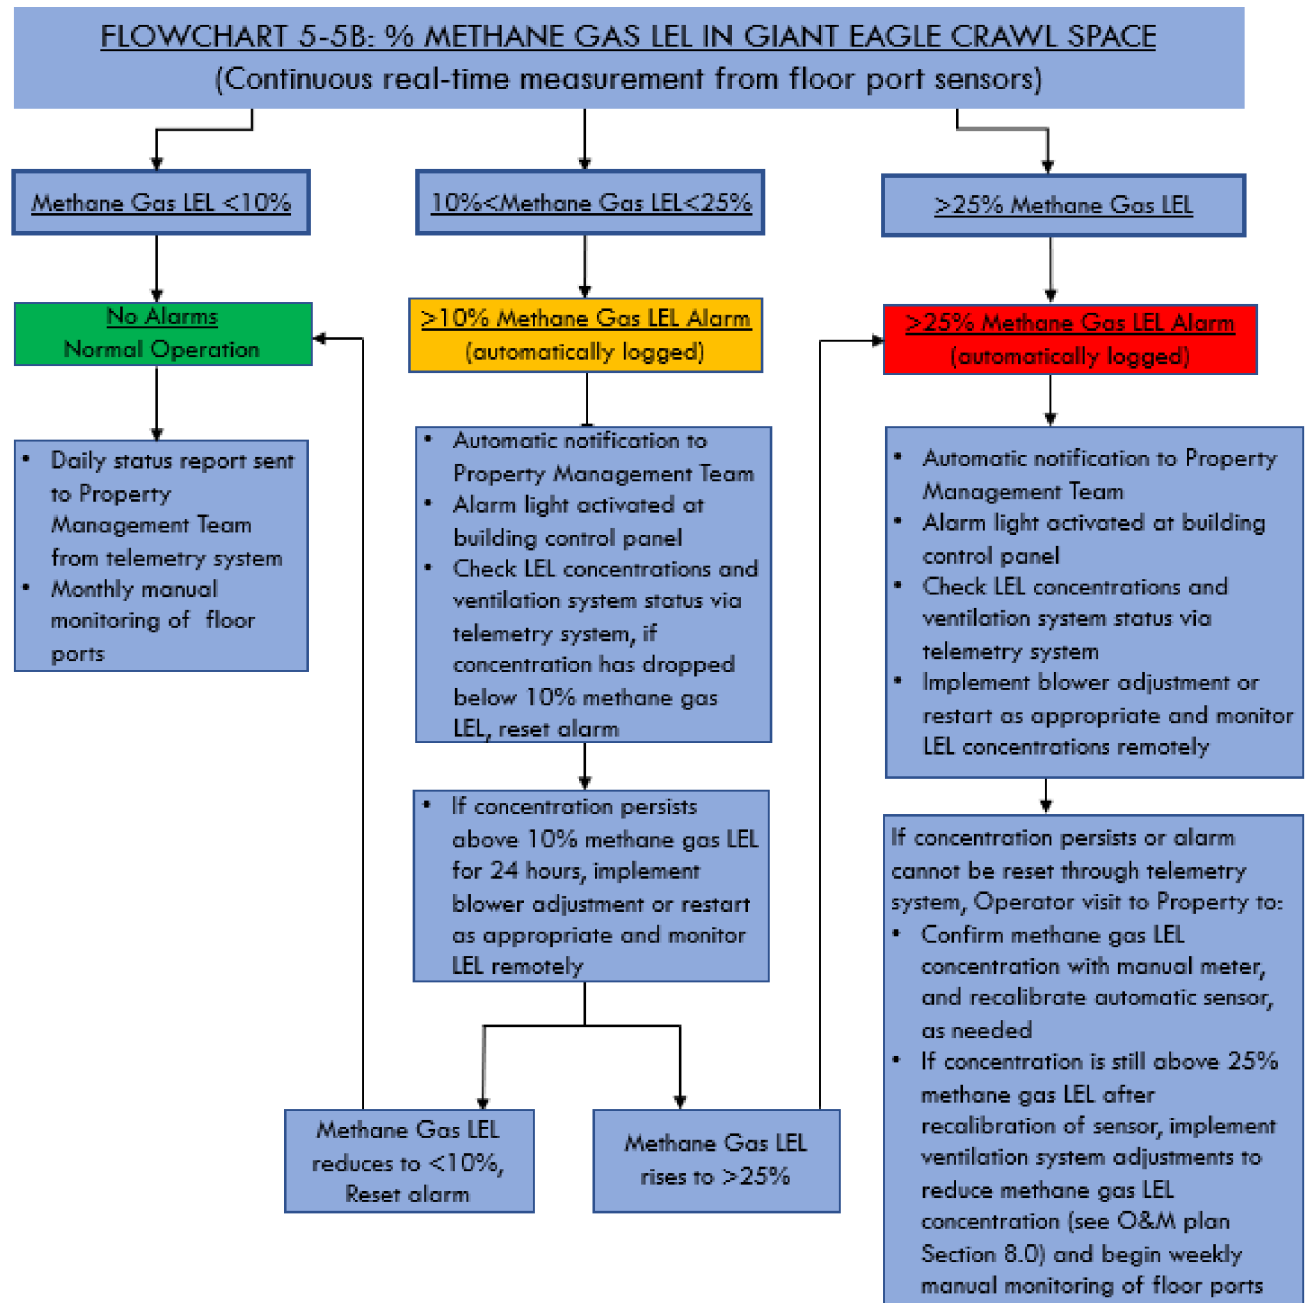 FLOWCHART 5-5B: % METHANE GAS LEL IN GIANT EAGLE CRAWL SPACE
(Continuous real-time measurement from floor port sensors)
Methane Gas LEL <10%
10%<Methane Gas LEL<25%
>25% Methane Gas LEL
No Alarms
Normal Operation
>10% Methane Gas LEL Alarm
(automatically logged)
>25% Methane Gas LEL Alarm
(automatically logged)
• Daily status report sent
to Property
Management Team
from telemetry system
• Monthly manual
monitoring of floor
ports
• Automatic notification to
Property Management Team
• Alarm light activated at
building control panel
• Check LEL concentrations and
ventilation system status via
telemetry system, if
concentration has dropped
below 10% methane gas
LEL, reset alarm
• Automatic notification to Property
Management Team
• Alarm light activated at building
control panel
• Check LEL concentrations and
ventilation system status via
telemetry system
• Implement blower adjustment or
restart as appropriate and monitor
LEL concentrations remotely
• If concentration persists
above 10% methane gas LEL
for 24 hours, implement
blower adjustment or restart
as appropriate and monitor
LEL remotely
If concentration persists or alarm
cannot be reset through telemetry
system, Operator visit to Property to:
• Confirm methane gas LEL
concentration with manual meter,
and recalibrate automatic sensor,
as needed
• If concentration is still above 25%
methane gas LEL after
recalibration of sensor, implement
ventilation system adjustments to
reduce methane gas LEL
concentration (see O&M plan
Section 8.0) and begin weekly
manual monitoring of floor ports
Methane Gas LEL
reduces to <10%,
Reset alarm
Methane Gas LEL
rises to >25%